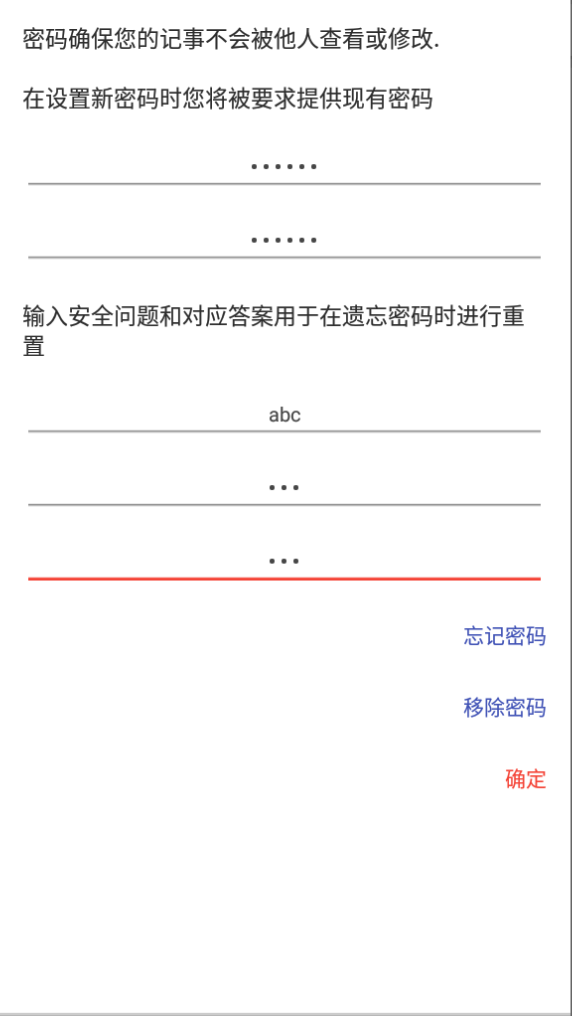 密码确保您的记事不会被他人查看或修改.
在设置新密码时您将被要求提供现有密码
••••••
••••••
输入安全问题和对应答案用于在遗忘密码时进行重
置
abc
•••
•••
忘记密码
移除密码
确定